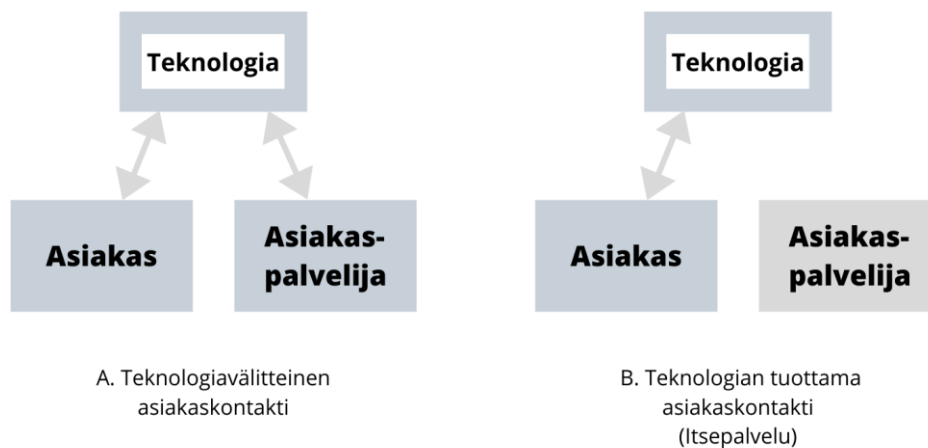 Teknologia
Asiakas
Asiakas-
palvelija
A. Teknologiavälitteinen
asiakaskontakti
Teknologia
Asiakas
Asiakas-
palvelija
B. Teknologian tuottama
asiakaskontakti
(Itsepalvelu)